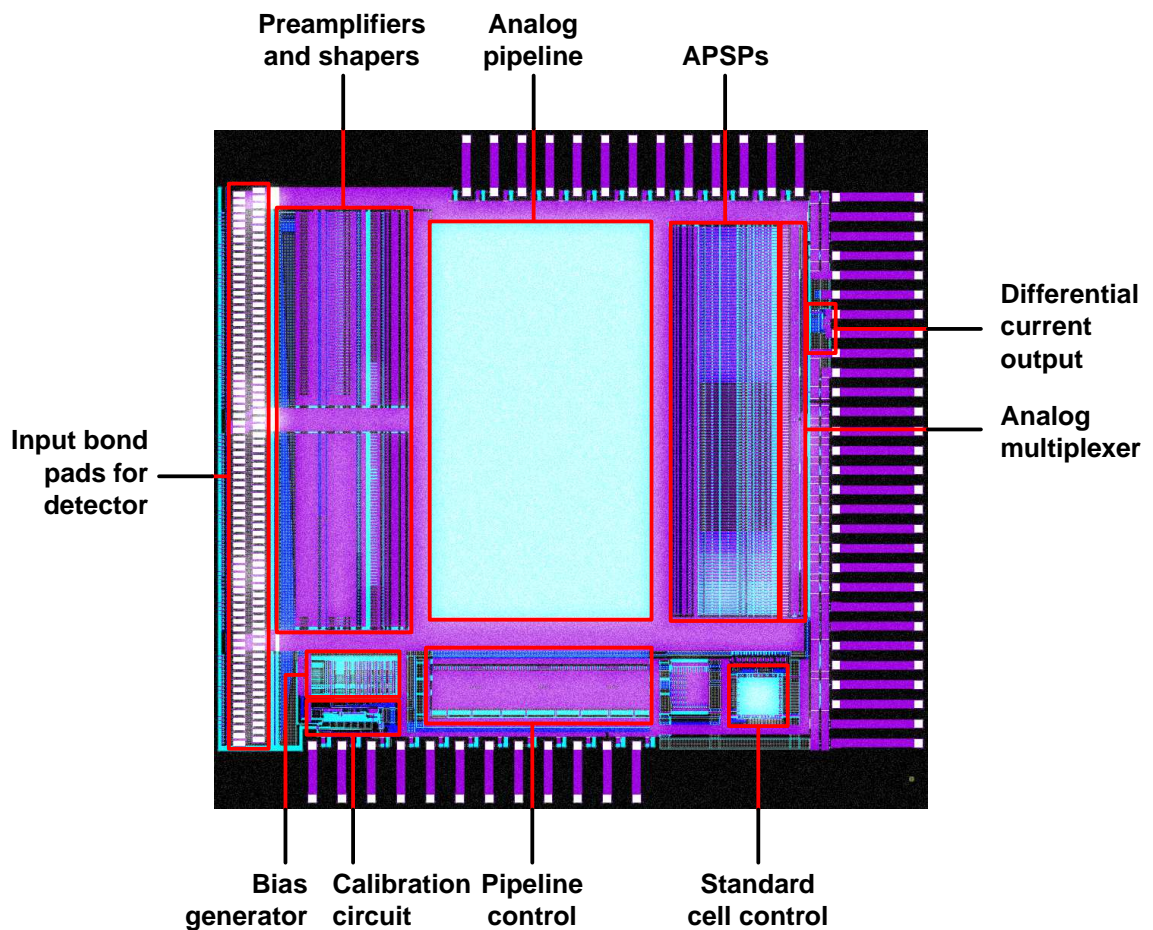 Preamplifiers
and shapers
Analog
pipeline
APSPs
Differential
current
output
Analog
multiplexer
Input bond
pads for
detector
Bias
generator
Calibration
circuit
Pipeline
control
Standard
cell control